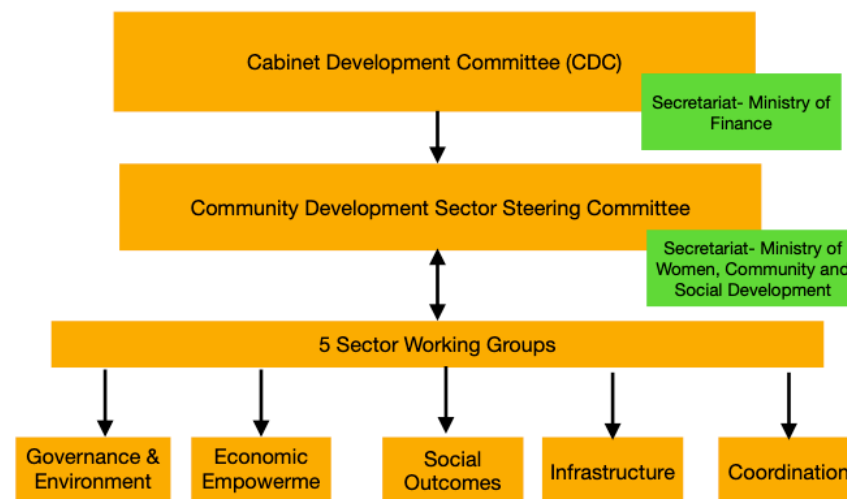 Cabinet Development Committee (CDC)
Secretariat- Ministry of
Finance
Community Development Sector Steering Committee
Secretariat- Ministry of
Women, Community and
Social Development
5 Sector Working Groups
Governance &
Environment
Economic
Empowerme
Social
Outcomes
Infrastructure
Coordination